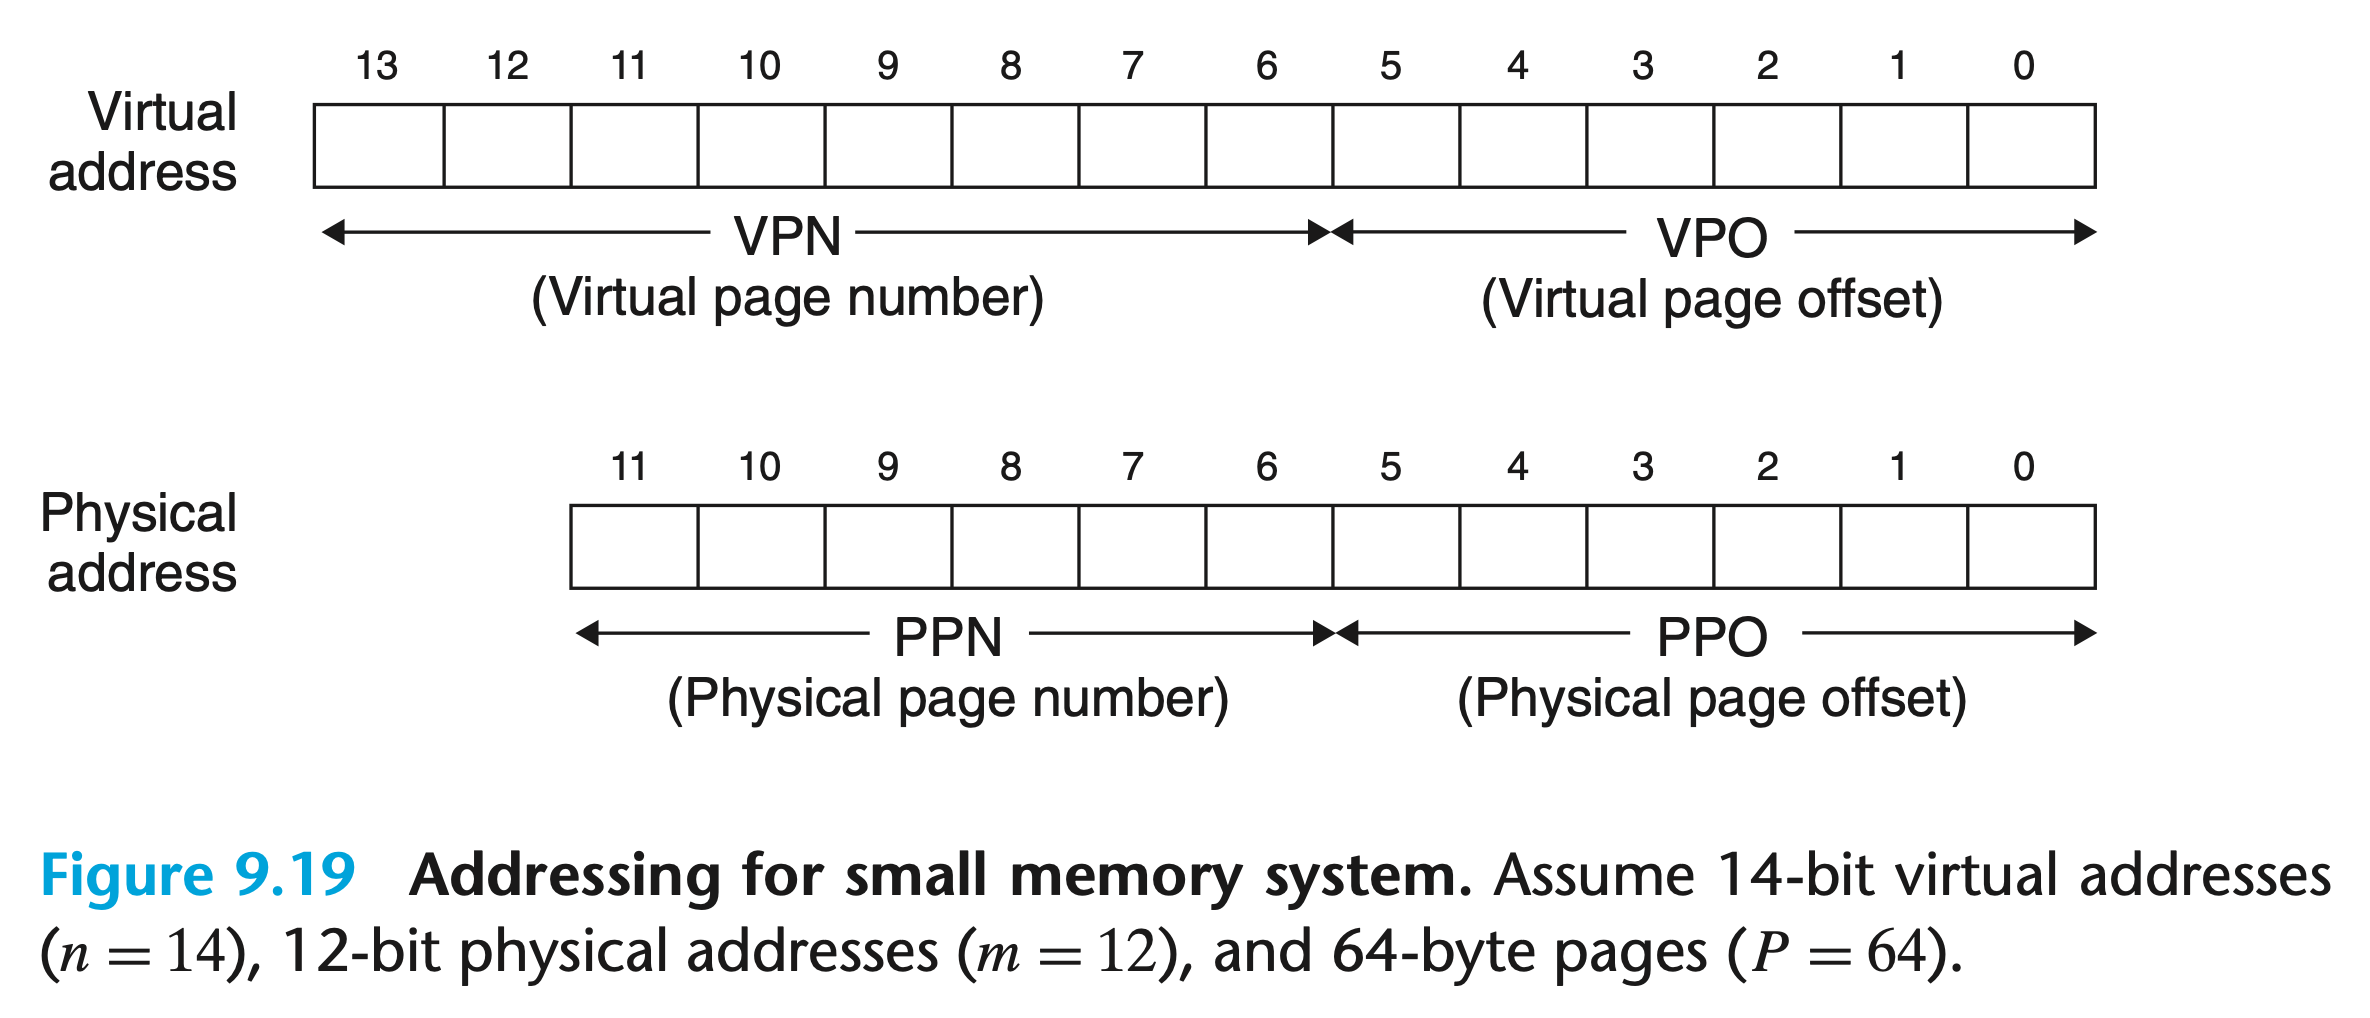 13 12 11 10 9 8 7 6 5 4 3 2 1 0
Virtual
address
VPN VPO
(Virtual page number) (Virtual page offset)
11 10 9 8 7 6 5 4 3 2 1 0
Physical
address
PPN PPO
(Physical page number) (Physical page offset)
Figure 9.19 Addressing for small memory system. Assume 14-bit virtual addresses
(n = 14), 12-bit physical addresses (m = 12), and 64-byte pages (P = 64).